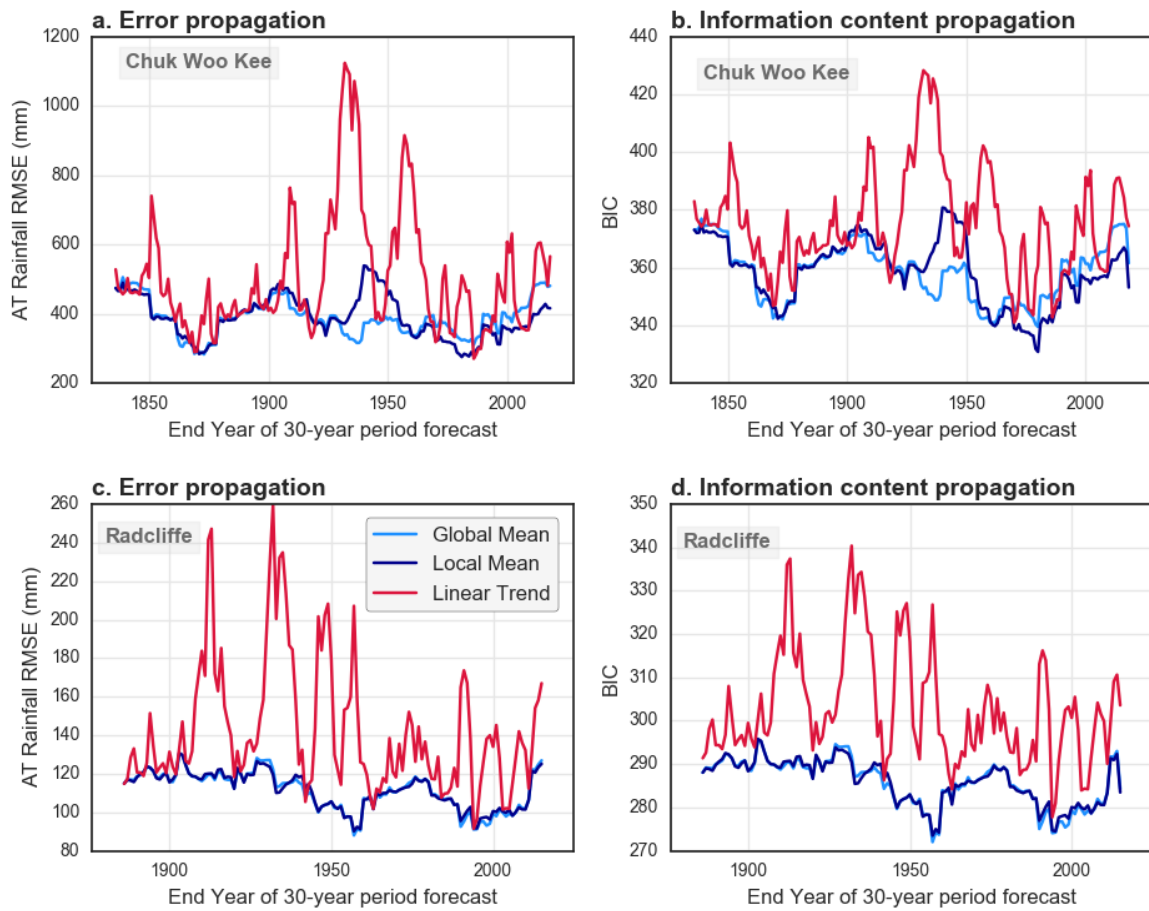 a. Error propagation
1200
1000
800
600
400
200
AT Rainfall RMSE (mm)
Chuk Woo Kee
1850
1900
1950
2000
End Year of 30-year period forecast
b. Information content propagation
440
420
400
380
360
340
320
BIC
Chuk Woo Kee
1850
1900
1950
2000
End Year of 30-year period forecast
c. Error propagation
260
240
220
200
180
160
140
120
100
80
AT Rainfall RMSE (mm)
Radcliffe
Global Mean
Local Mean
Linear Trend
1900
1950
2000
End Year of 30-year period forecast
d. Information content propagation
350
340
330
320
310
300
290
280
270
BIC
Radcliffe
1900
1950
2000
End Year of 30-year period forecast